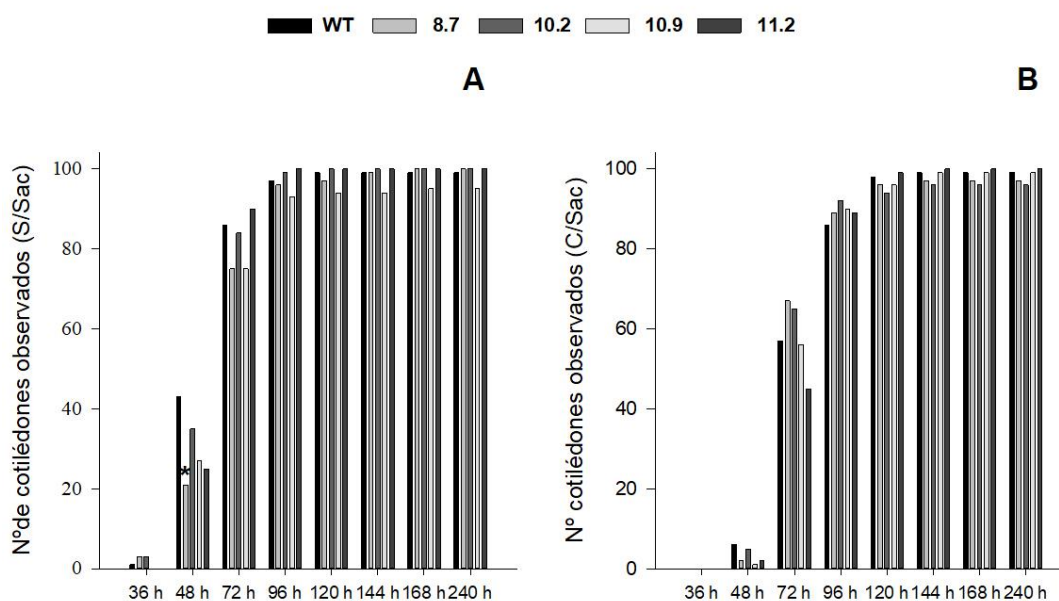 WT 8.7 10.2 10.9 11.2
A
B
Nºde cotilédones observados (S/Sac)
100
80
60
40
20
0
*
36 h 48 h 72 h 96 h 120 h 144 h 168 h 240 h
Nº cotilédones observados (C/Sac)
100
80
60
40
20
0
36 h 48 h 72 h 96 h 120 h 144 h 168 h 240 h